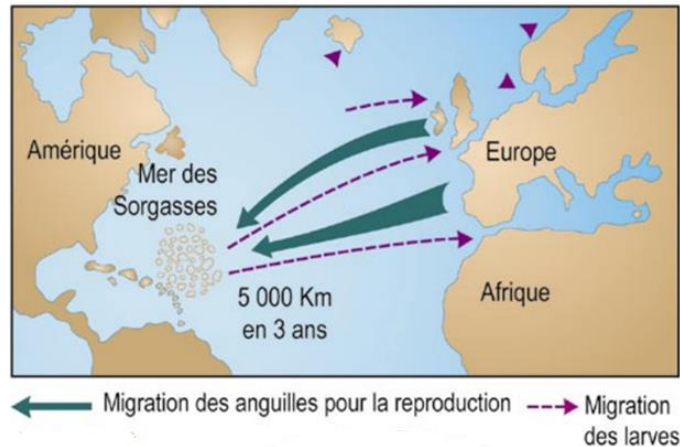 Amérique
Mer des
Sorgasses
Europe
5 000 Km
en 3 ans
Afrique
Migration des anguilles pour la reproduction
Migration
des larves